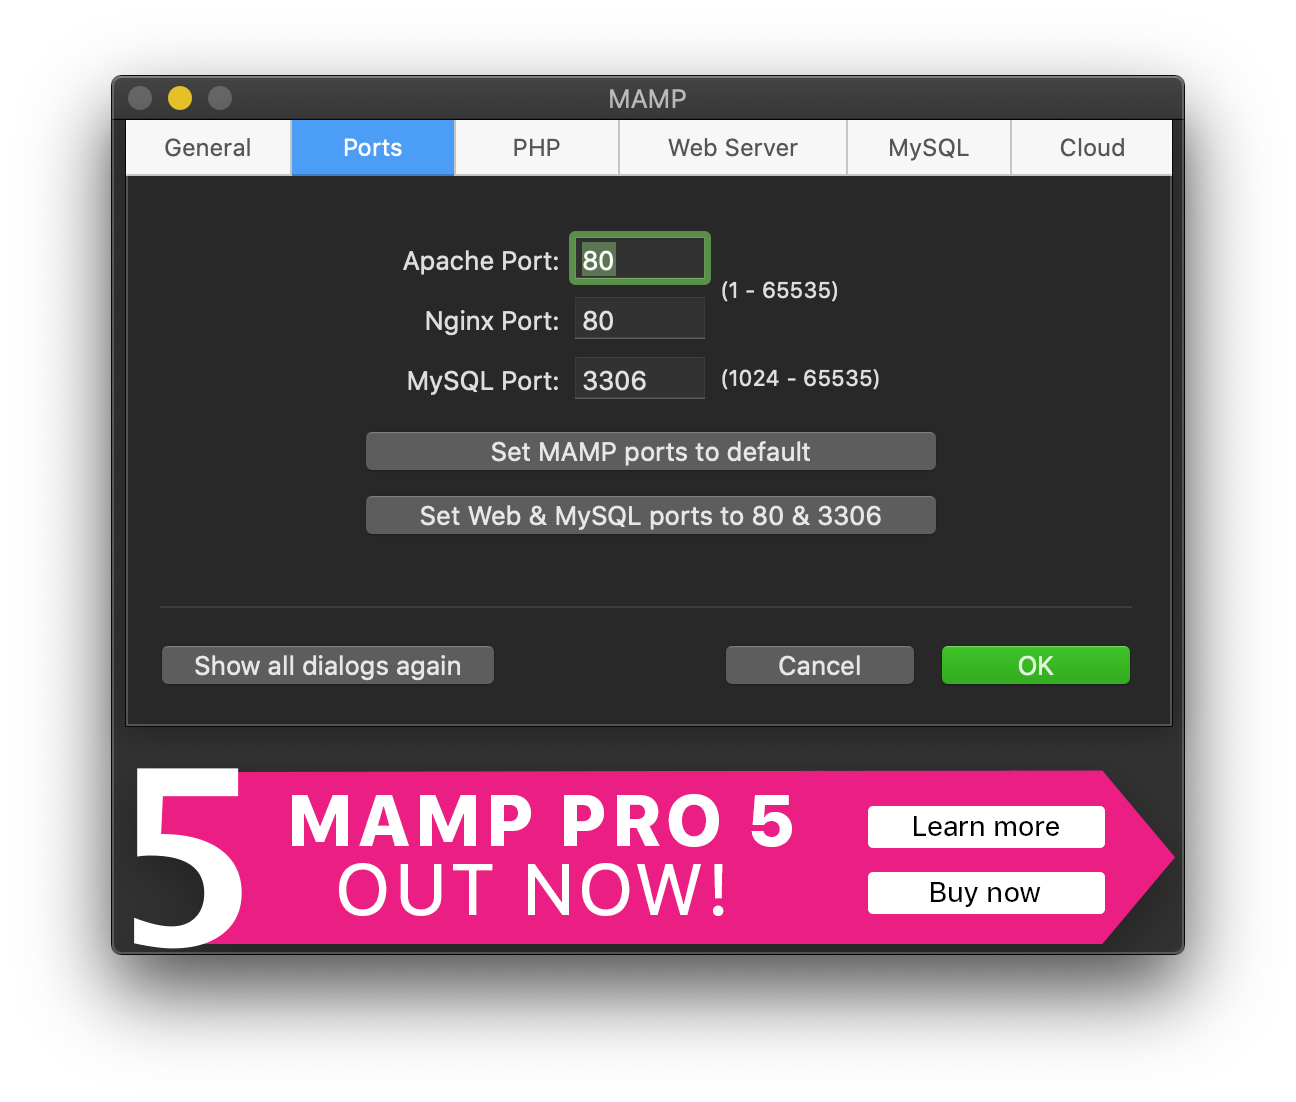 MAMP
General Ports PHP Web Server MySQL Cloud
Apache Port: 80
(1 - 65535)
Nginx Port: 80
MySQL Port: 3306 (1024 - 65535)
Set MAMP ports to default
Set Web & MySQL ports to 80 & 3306
Show all dialogs again Cancel OK
5
MAMP PRO 5
OUT NOW!
Learn more
Buy now